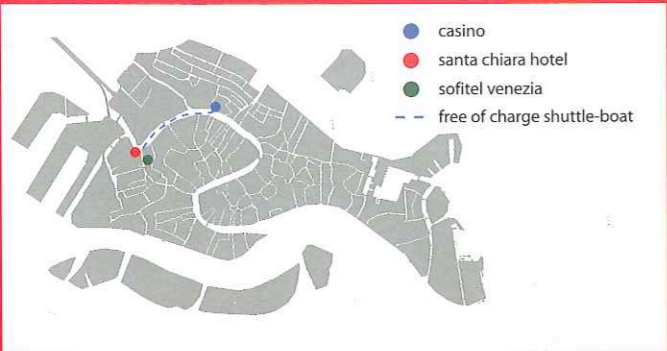 casino
santa chiara hotel
sofitel venezia
free of charge shuttle-boat